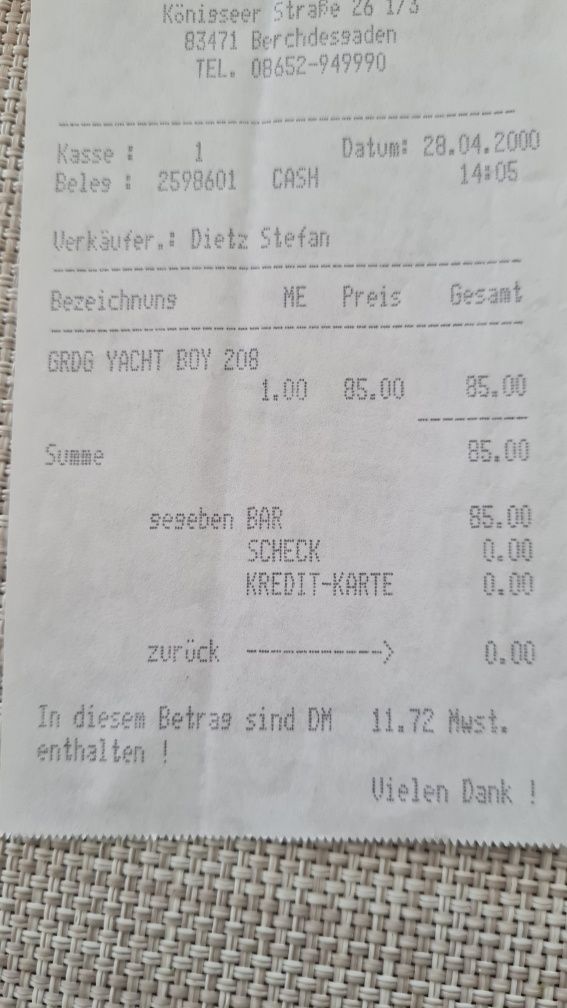 Königseer Straße 26 1/3
83471 Berchdesgaden
TEL. 08652-949990
Kasse : 1 Datum: 28.04.2000
Beleg : 2598601 CASH 14:05
Verkäufer.: Dietz Stefan
Bezeichnung ME Preis Gesamt
GRDG YACHT BOY 208
1.00 85.00 85.00
Summe 85.00
gegeben BAR 85.00
SCHECK 0.00
KREDIT-KARTE 0.00
zurück ------------> 0.00
In diesem Betrag sind DM 11.72 Mwst.
enthalten !
Vielen Dank !